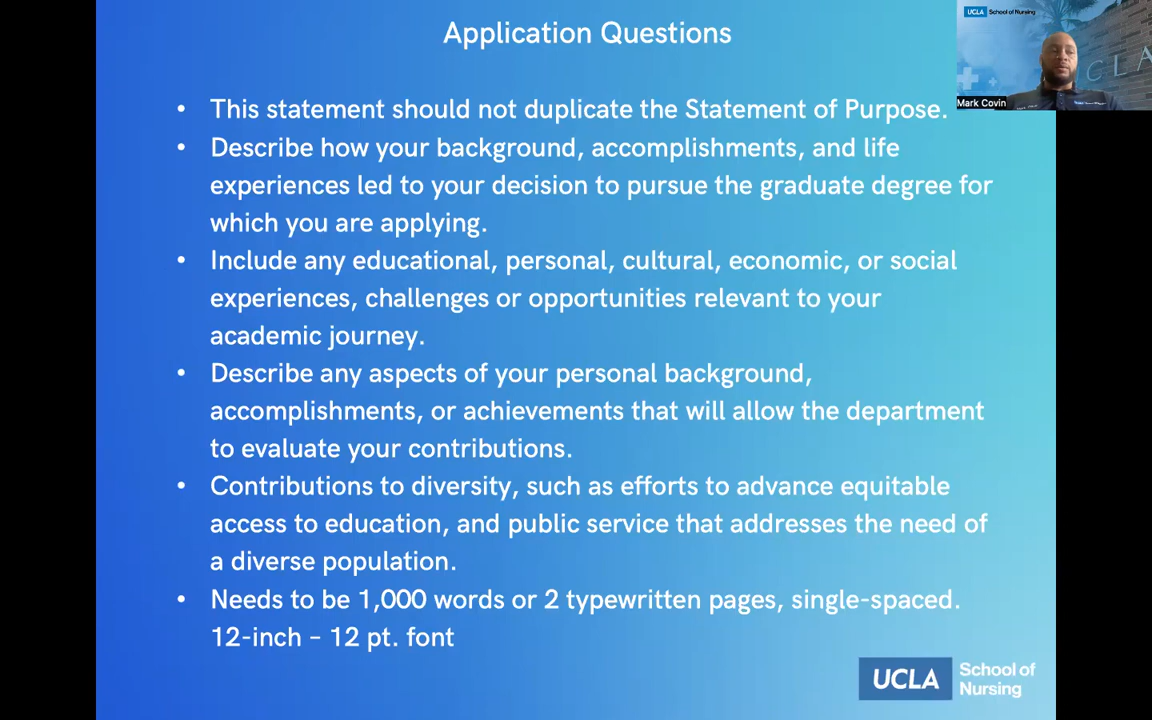 Application Questions
UCLA School of Nursing
UCLA
Mark Covin
• This statement should not duplicate the Statement of Purpose.
• Describe how your background, accomplishments, and life
experiences led to your decision to pursue the graduate degree for
which you are applying.
• Include any educational, personal, cultural, economic, or social
experiences, challenges or opportunities relevant to your
academic journey.
• Describe any aspects of your personal background,
accomplishments, or achievements that will allow the department
to evaluate your contributions.
• Contributions to diversity, such as efforts to advance equitable
access to education, and public service that addresses the need of
a diverse population.
• Needs to be 1,000 words or 2 typewritten pages, single-spaced.
12-inch – 12 pt. font
UCLA School of
Nursing